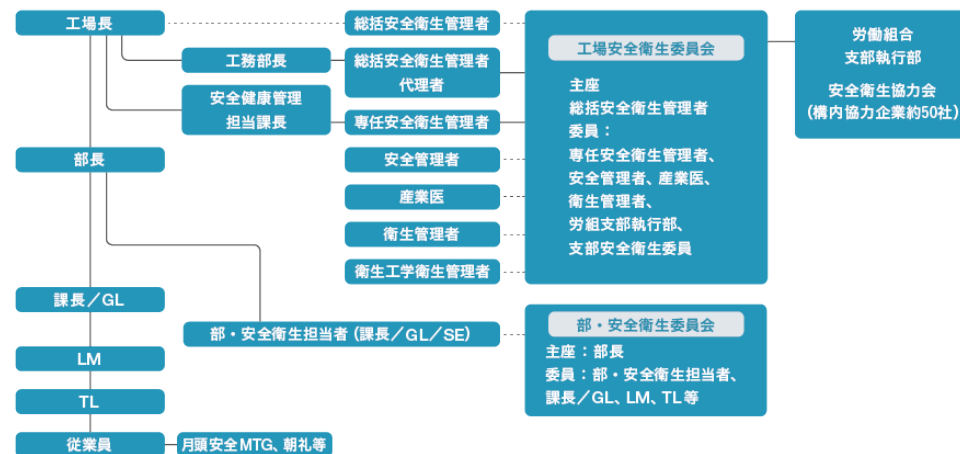 工場長
総括安全衛生管理者
工務部長
総括安全衛生管理者
代理者
安全健康管理
担当課長
専任安全衛生管理者
部長
安全管理者
産業医
衛生管理者
衛生工学衛生管理者
課長/GL
部・安全衛生担当者(課長/GL/SE)
LM
TL
従業員
月頭安全MTG、朝礼等
工場安全衛生委員会
主座
総括安全衛生管理者
委員:
専任安全衛生管理者、
安全管理者、産業医、
衛生管理者、
労組支部執行部、
支部安全衛生委員
部・安全衛生委員会
主座:部長
委員:部・安全衛生担当者、
課長/GL、LM、TL等
労働組合
支部執行部
安全衛生協力会
(構内協力企業約50社)